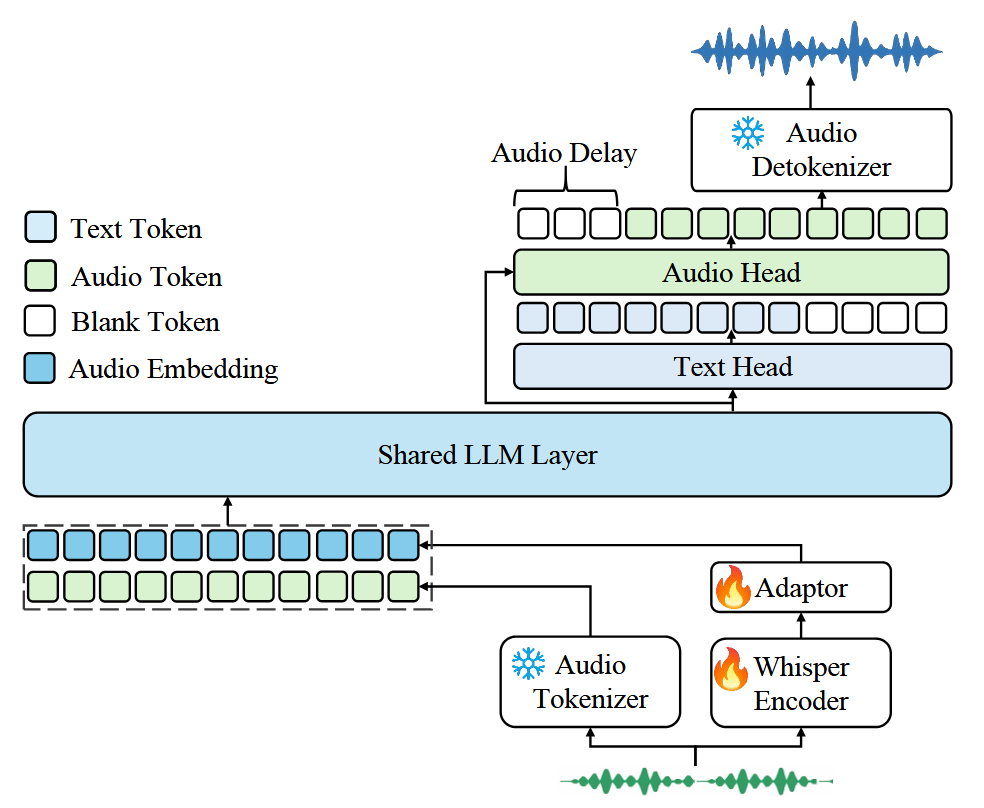 Audio
Detokenizer
Audio Delay
Text Token
Audio Token
Blank Token
Audio Embedding
Audio Head
Text Head
Shared LLM Layer
Adaptor
Audio
Tokenizer
Whisper
Encoder